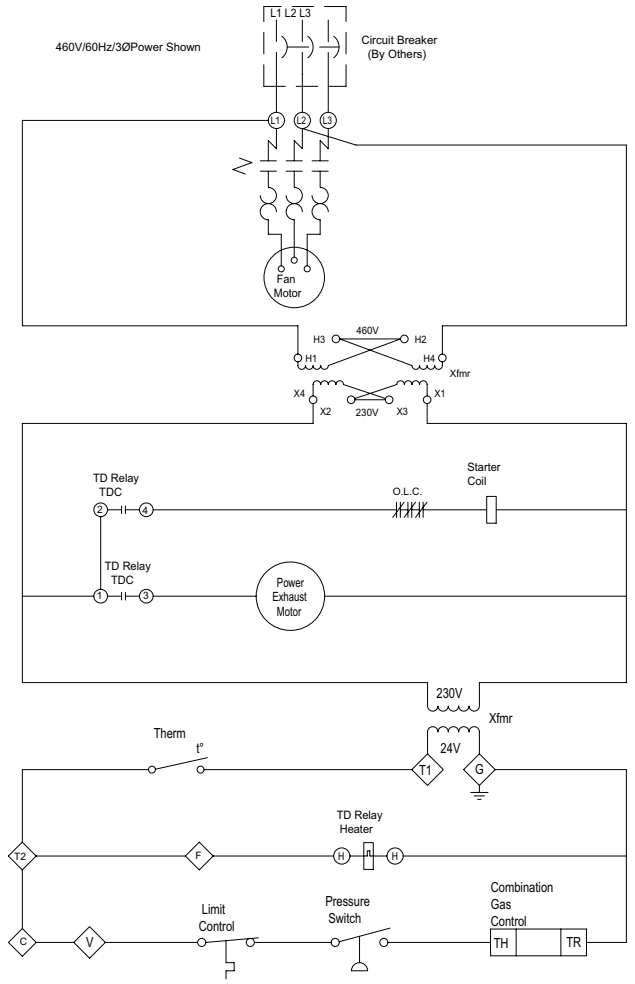 L1 L2 L3
460V/60Hz/3ØPower Shown
Circuit Breaker
(By Others)
L1
L2
L3
Fan
Motor
460V
H3
H2
H1
H4
Xfmr
X4
X1
X2
230V
X3
TD Relay
TDC
2
4
O.L.C.
Starter
Coil
TD Relay
TDC
1
3
Power
Exhaust
Motor
230V
Xfmr
24V
Therm
t°
T1
G
TD Relay
Heater
T2
F
H
H
Limit
Control
Pressure
Switch
Combination
Gas
Control
C
V
TH
TR